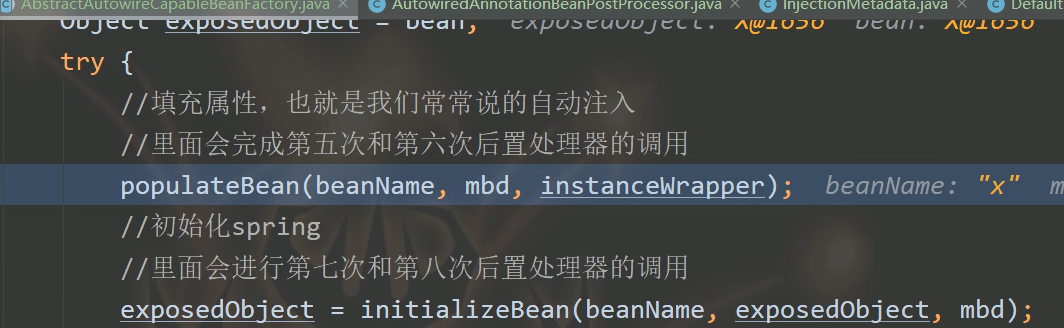 AbstractAutowireCapableBeanFactory.java × AutowiredAnnotationBeanPostProcessor.java × InjectionMetadata.java × Default
Object exposedObject = bean; exposedObject: X@1656 bean: X@1656
try {
//填充属性，也就是我们常常说的自动注入
//里面会完成第五次和第六次后置处理器的调用
populateBean(beanName, mbd, instanceWrapper); beanName: "x" m
//初始化spring
//里面会进行第七次和第八次后置处理器的调用
exposedObject = initializeBean(beanName, exposedObject, mbd);